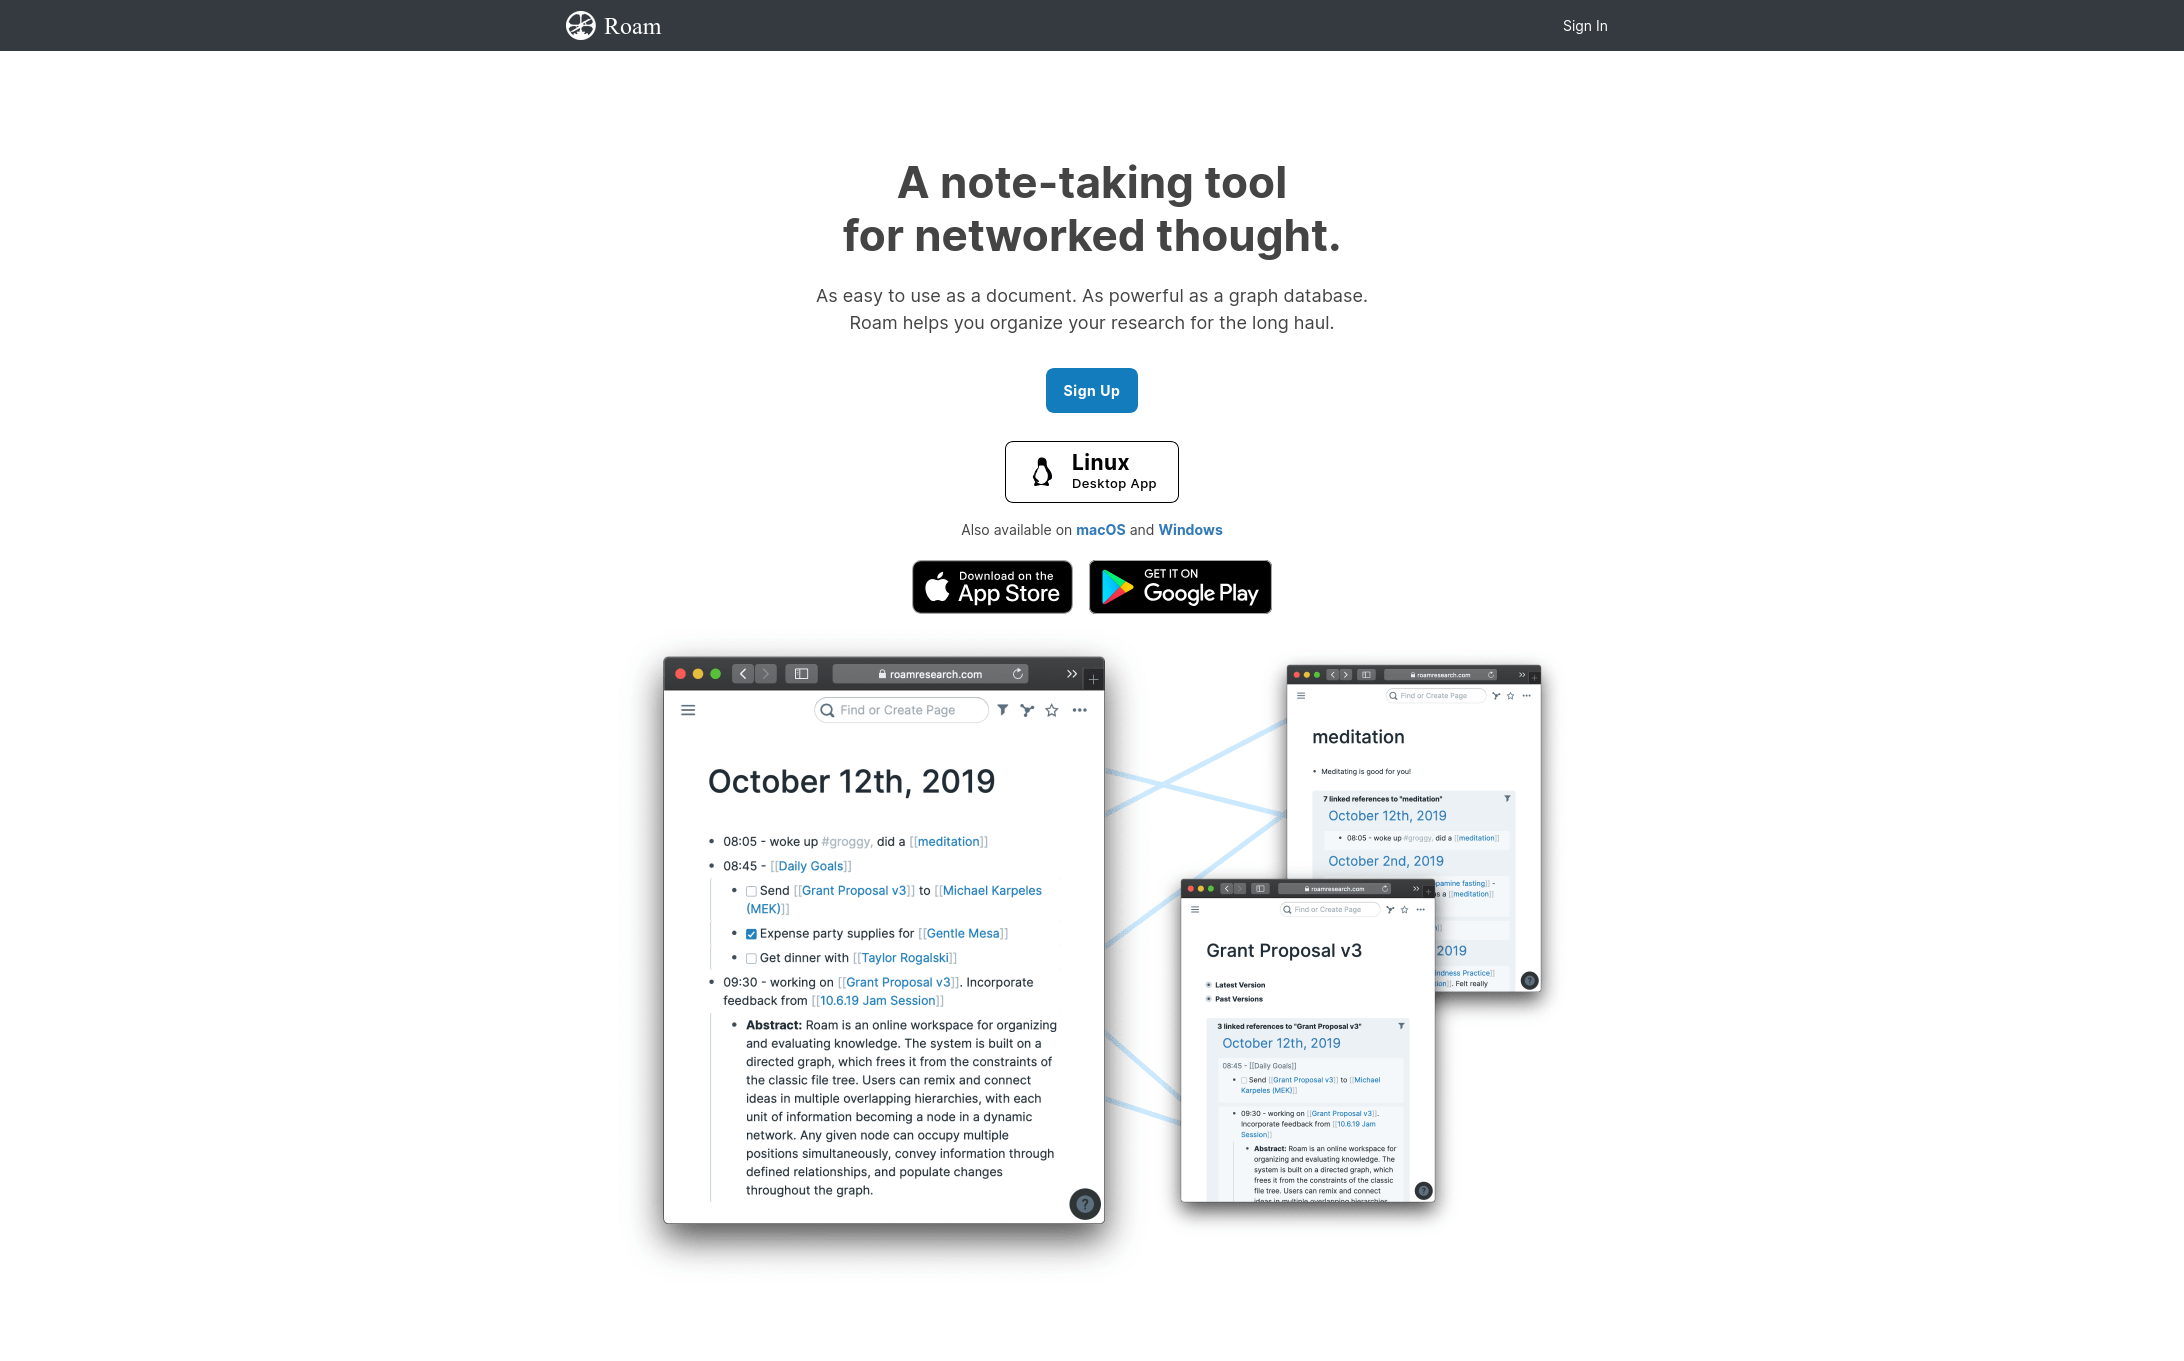 Roam
Sign In
A note-taking tool
for networked thought.
As easy to use as a document. As powerful as a graph database.
Roam helps you organize your research for the long haul.
Sign Up
Linux
Desktop App
Also available on macOS and Windows
Download on the
App Store
GET IT ON
Google Play
roamresearch.com
Find or Create Page
October 12th, 2019
08:05 - woke up #groggy, did a [[meditation]]
08:45 - [[Daily Goals]]
Send [[Grant Proposal v3]] to [[Michael Karpeles
(MEK)]]
Expense party supplies for [[Gentle Mesa]]
Get dinner with [[Taylor Rogalski]]
09:30 - working on [[Grant Proposal v3]]. Incorporate
feedback from [[10.6.19 Jam Session]]
Abstract: Roam is an online workspace for organizing
and evaluating knowledge. The system is built on a
directed graph, which frees it from the constraints of
the classic file tree. Users can remix and connect
ideas in multiple overlapping hierarchies, with each
unit of information becoming a node in a dynamic
network. Any given node can occupy multiple
positions simultaneously, convey information through
defined relationships, and populate changes
throughout the graph.
?
roamresearch.com
Find or Create Page
meditation
Meditating is good for you!
7 linked references to "meditation"
October 12th, 2019
08:05 - woke up #groggy, did a [[meditation]]
October 2nd, 2019
pamine fasting]] -
s a [[meditation]]
2019
ndness Practice]]
ion]]. Felt really
?
roamresearch.com
Find or Create Page
Grant Proposal v3
Latest Version
Past Versions
3 linked references to "Grant Proposal v3"
October 12th, 2019
08:45 - [[Daily Goals]]
Send [[Grant Proposal v3]] to [[Michael
Karpeles (MEK)]]
09:30 - working on [[Grant Proposal v3]].
Incorporate feedback from [[10.6.19 Jam
Session]]
Abstract: Roam is an online workspace for
organizing and evaluating knowledge. The
system is built on a directed graph, which
frees it from the constraints of the classic
file tree. Users can remix and connect
ideas in multiple overlapping hierarchies
?